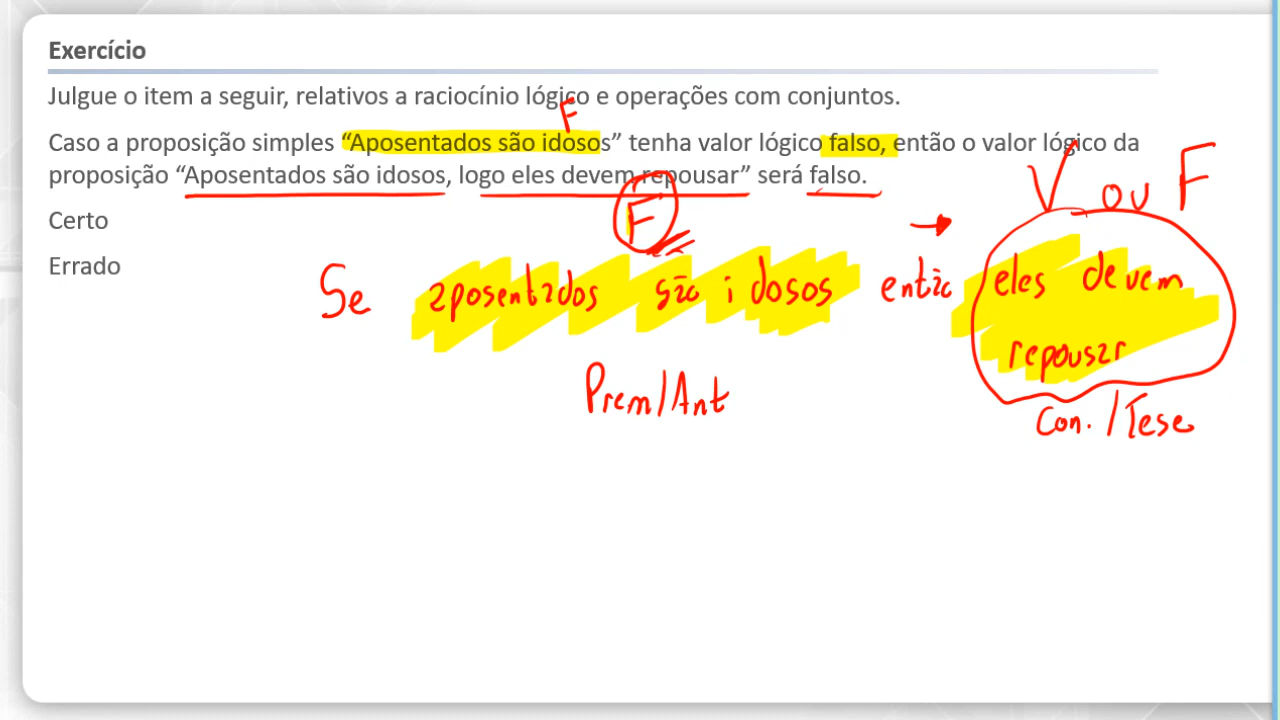 Exercício
Julgue o item a seguir, relativos a raciocínio lógico e operações com conjuntos.
F
Caso a proposição simples “Aposentados são idosos” tenha valor lógico falso, então o valor lógico da
proposição “Aposentados são idosos, logo eles devem repousar” será falso.
V ou F
Certo
F
Errado
Se aposentados são idosos então eles devem
repousar
Prem/Ant
Con. / Tese